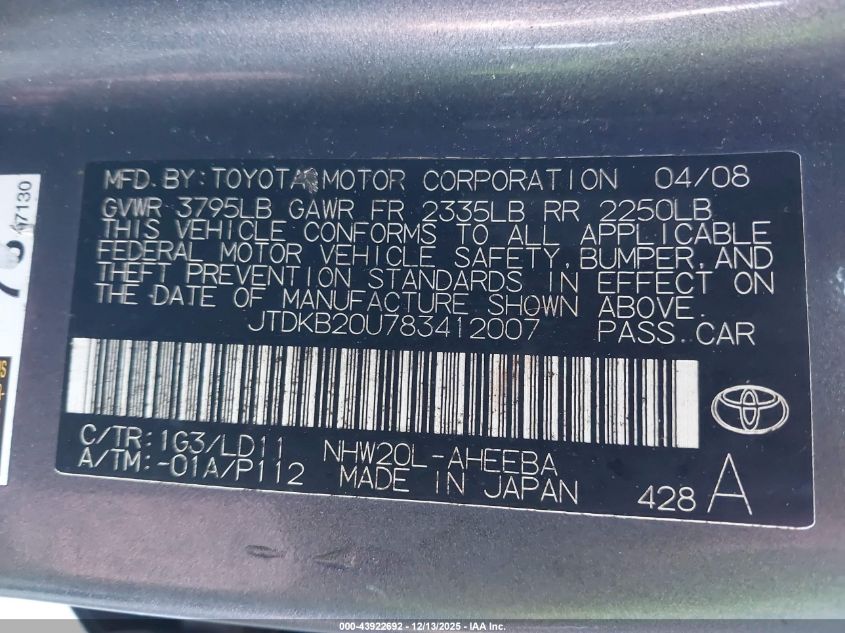 MFD. BY: TOYOTA MOTOR CORPORATION 04/08
GVWR 3795LB GAWR FR 2335LB RR 2250LB
THIS VEHICLE CONFORMS TO ALL APPLICABLE
FEDERAL MOTOR VEHICLE SAFETY, BUMPER, AND
THEFT PREVENTION STANDARDS IN EFFECT ON
THE DATE OF MANUFACTURE SHOWN ABOVE.
JTDKB20U783412007 PASS. CAR
C/TR: 1G3/LD11 NHW20L-AHEEBA
A/TM: -01A/P112 MADE IN JAPAN
428 A
000-43922692 - 12/13/2025 - IAA Inc.